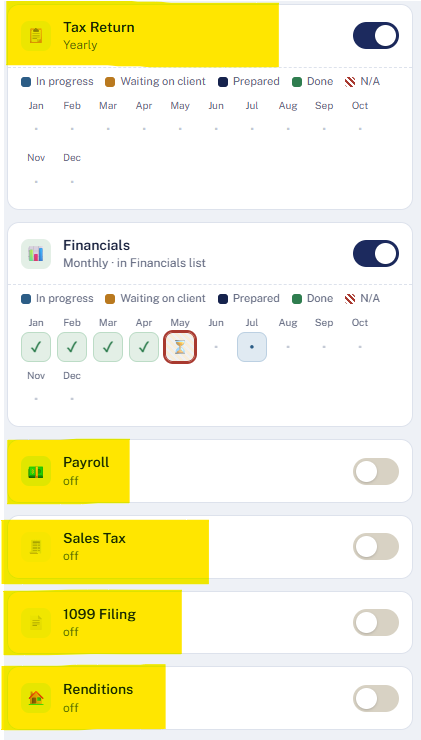 Tax Return
Yearly
In progress Waiting on client Prepared Done N/A
Jan Feb Mar Apr May Jun Jul Aug Sep Oct
Nov Dec
Financials
Monthly · in Financials list
In progress Waiting on client Prepared Done N/A
Jan Feb Mar Apr May Jun Jul Aug Sep Oct
Nov Dec
Payroll
off
Sales Tax
off
1099 Filing
off
Renditions
off